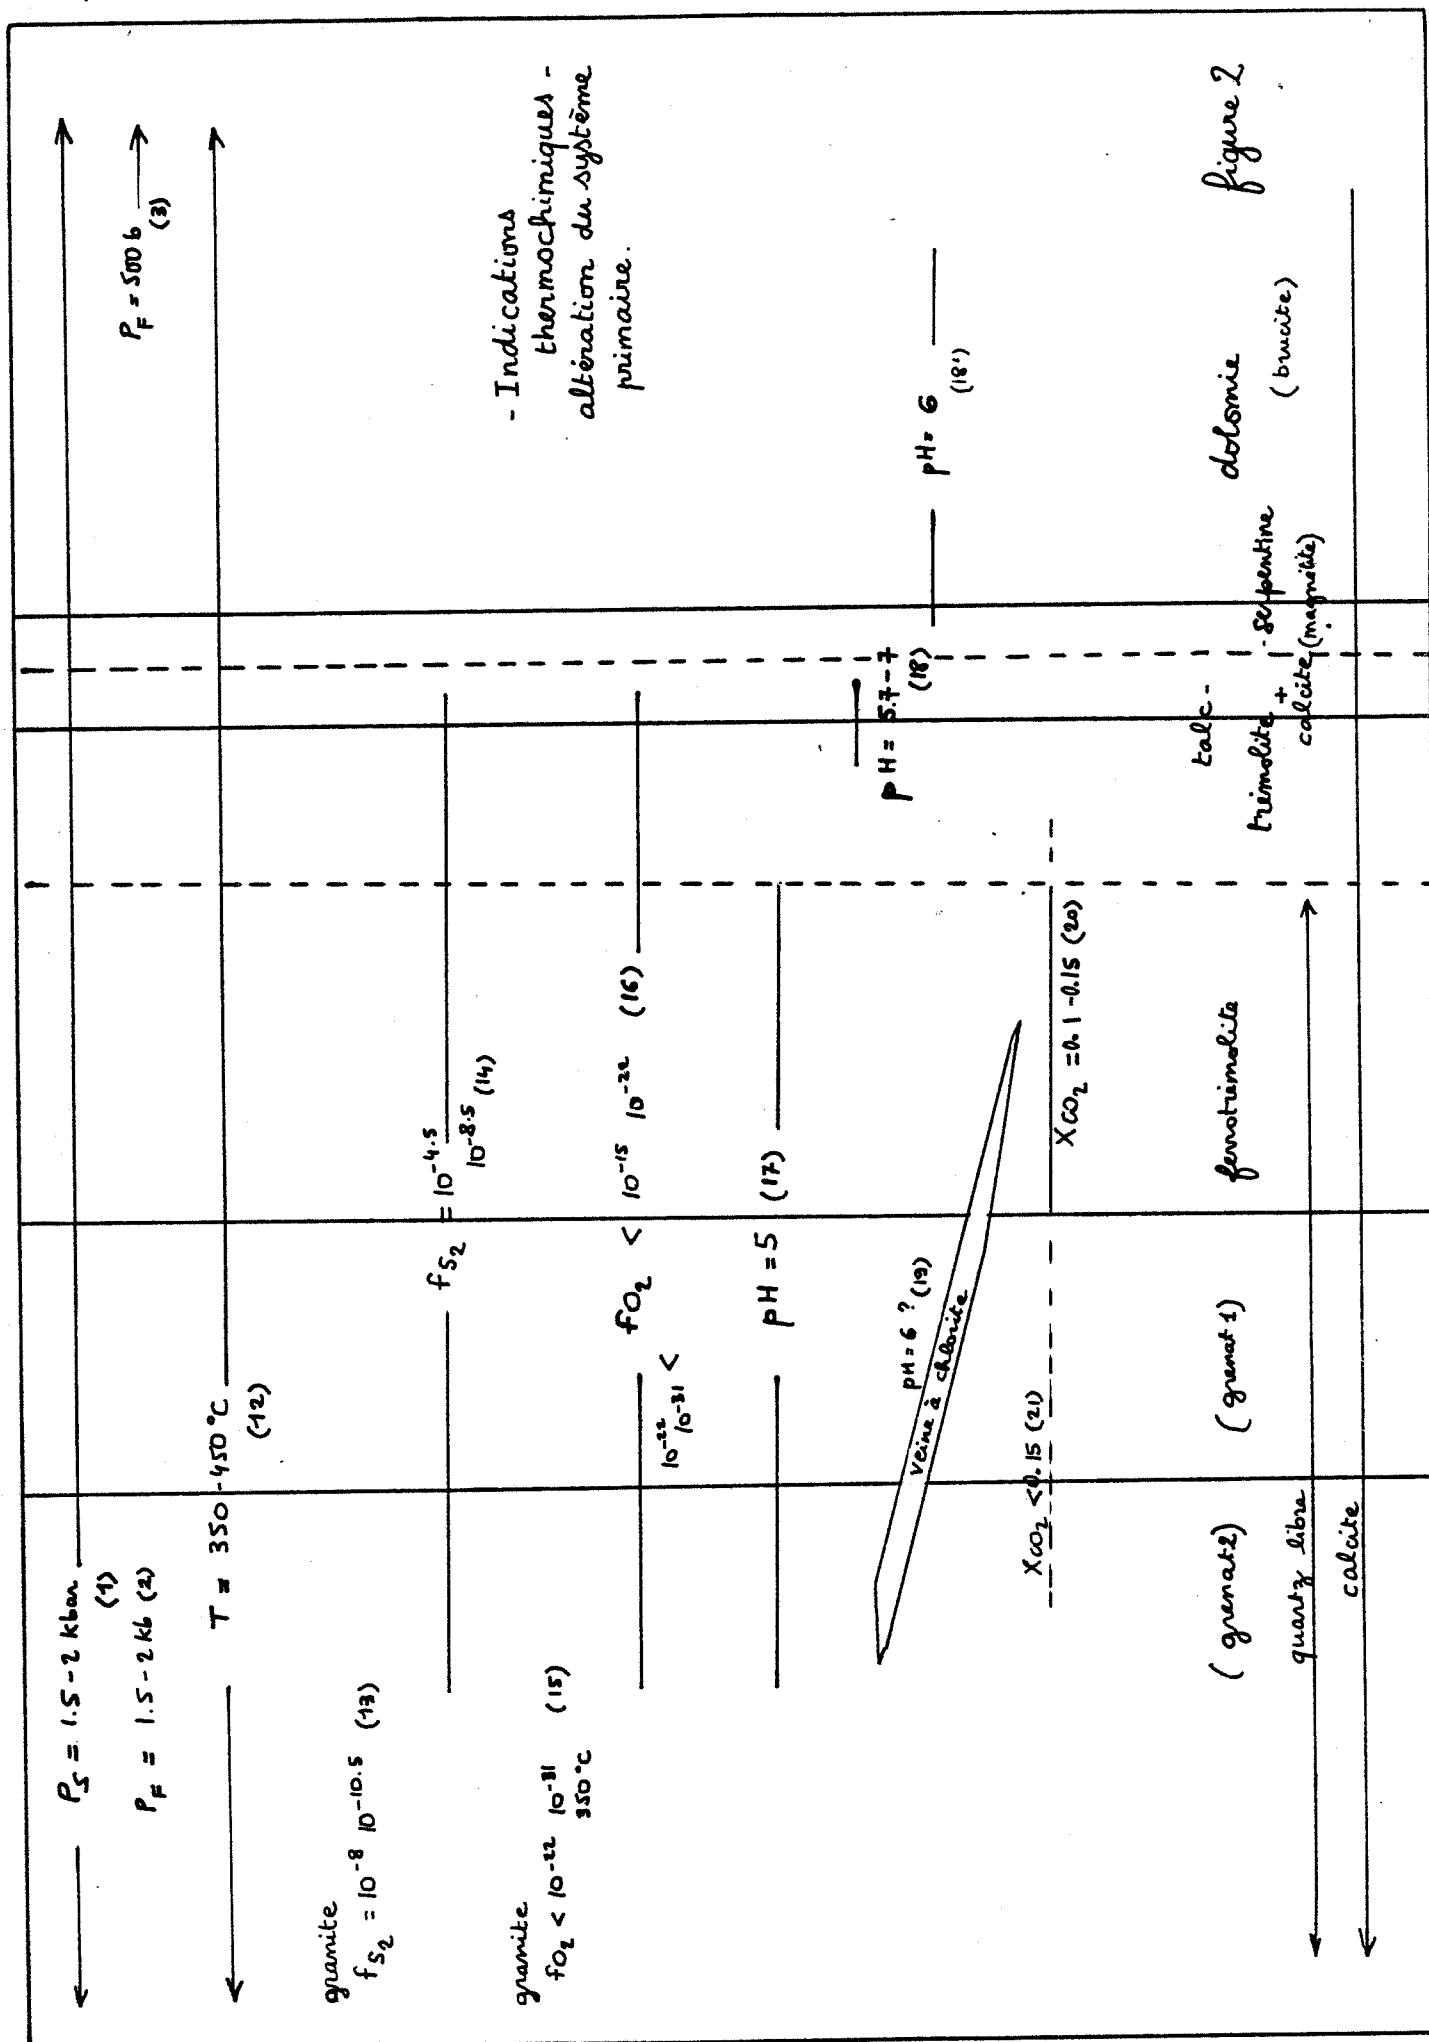 P_S = 1.5-2 kbar
(1)
P_F = 1.5-2 kb (2)
P_F = 500 b
(3)
T = 350-450°C
(12)
- Indications
thermochimiques -
altération du système
primaire.
granite
f_S2 = 10^-8 10^-10.5 (13)
f_S2 = 10^-4.5
10^-8.5 (14)
granite
fO2 < 10^-22 10^-31 (15)
350°C
10^-22
10^-31 <
fO2 < 10^-15 10^-22 (16)
pH = 5 (17)
pH = 5.7-7
(18)
pH = 6
(18')
pH = 6 ? (19)
veine à chlorite
XCO2 < 0.15 (21)
XCO2 = 0.1-0.15 (20)
(grenat 2)
(grenat 1)
ferrotrémolite
talc-
trémolite +
calcite (magnétite)
serpentine
dolomie
(brucite)
figure 2
quartz libre
calcite